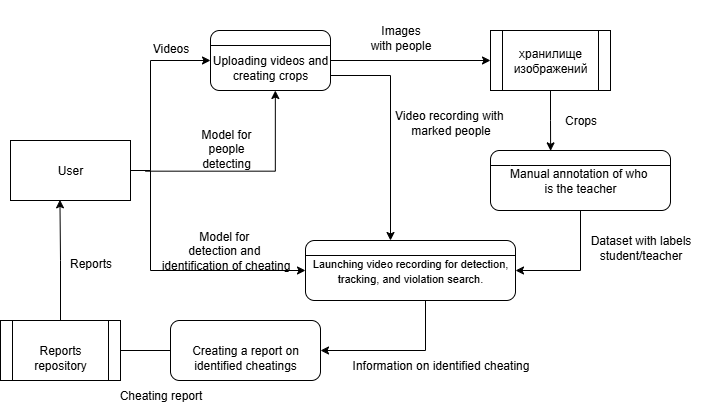 Images
with people
Videos
Uploading videos and
creating crops
хранилище
изображений
Video recording with
marked people
Crops
Model for
people
detecting
User
Manual annotation of who
is the teacher
Model for
detection and
identification of cheating
Dataset with labels
student/teacher
Reports
Launching video recording for detection,
tracking, and violation search.
Reports
repository
Creating a report on
identified cheatings
Information on identified cheating
Cheating report